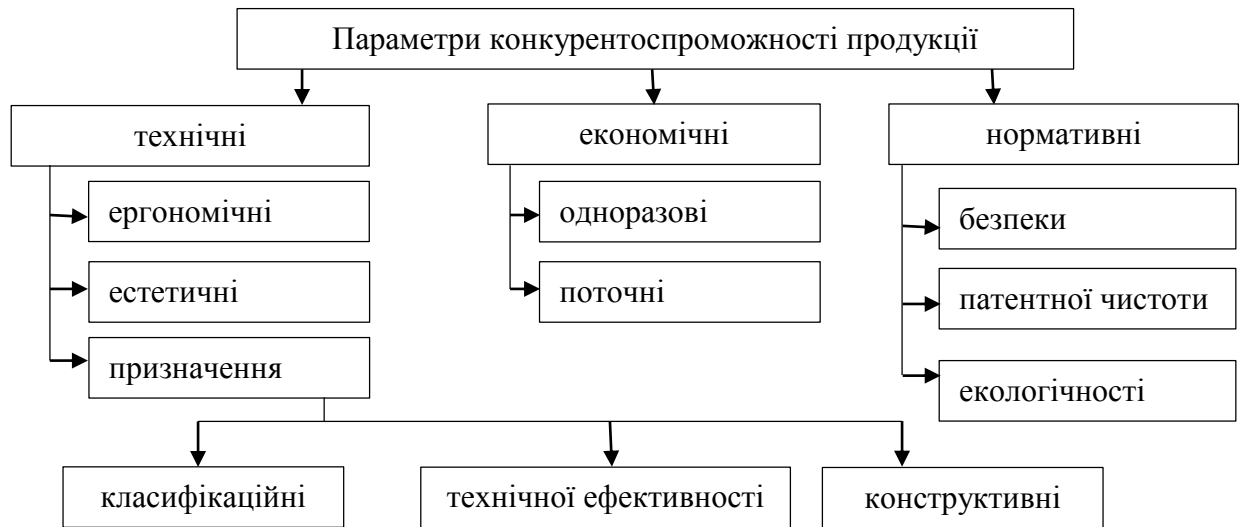 Параметри конкурентоспроможності продукції
технічні
економічні
нормативні
ергономічні
естетичні
призначення
одноразові
поточні
безпеки
патентної чистоти
екологічності
класифікаційні
технічної ефективності
конструктивні